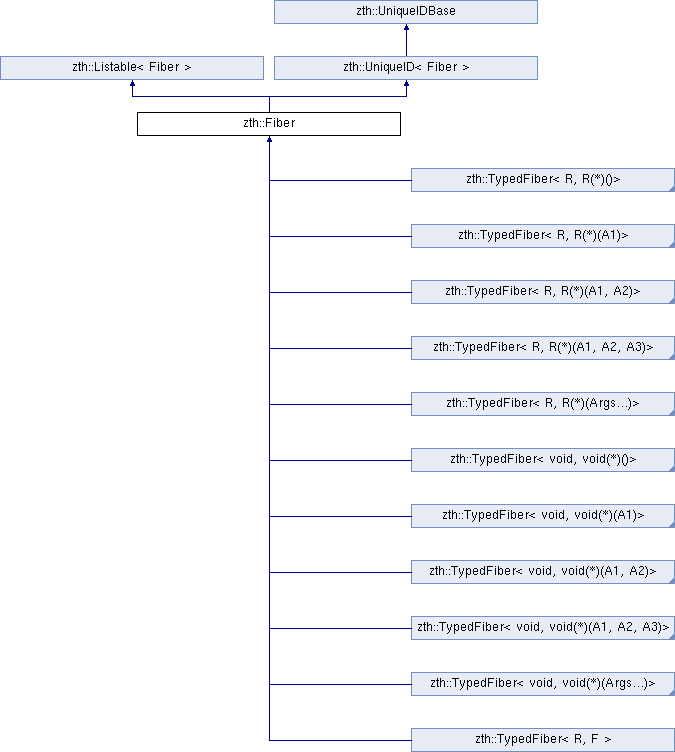 zth::UniqueIDBase
zth::Listable< Fiber >
zth::UniqueID< Fiber >
zth::Fiber
zth::TypedFiber< R, R(*)()>
zth::TypedFiber< R, R(*)(A1)>
zth::TypedFiber< R, R(*)(A1, A2)>
zth::TypedFiber< R, R(*)(A1, A2, A3)>
zth::TypedFiber< R, R(*)(Args...)>
zth::TypedFiber< void, void(*)()>
zth::TypedFiber< void, void(*)(A1)>
zth::TypedFiber< void, void(*)(A1, A2)>
zth::TypedFiber< void, void(*)(A1, A2, A3)>
zth::TypedFiber< void, void(*)(Args...)>
zth::TypedFiber< R, F >